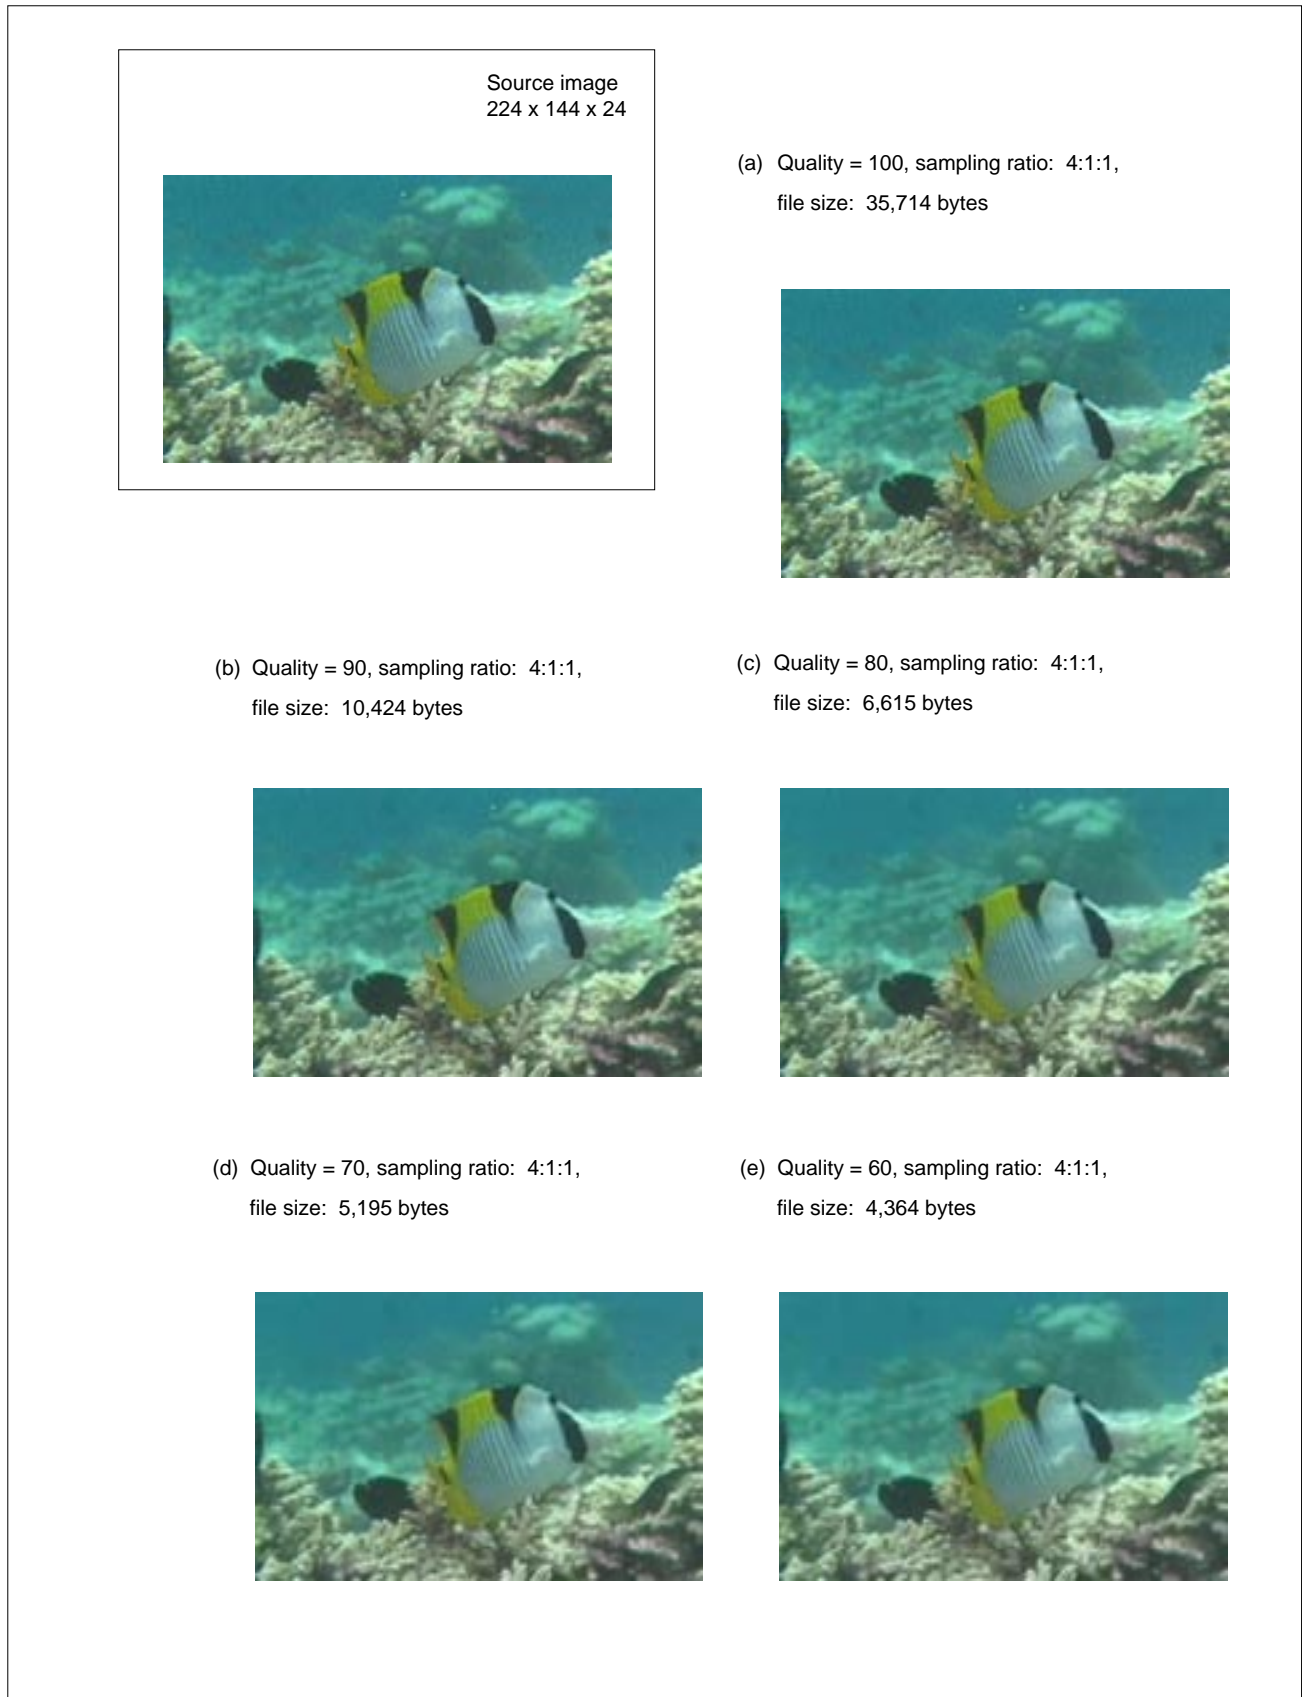 Source image
224 x 144 x 24
(a) Quality = 100, sampling ratio: 4:1:1,
file size: 35,714 bytes
(b) Quality = 90, sampling ratio: 4:1:1,
file size: 10,424 bytes
(c) Quality = 80, sampling ratio: 4:1:1,
file size: 6,615 bytes
(d) Quality = 70, sampling ratio: 4:1:1,
file size: 5,195 bytes
(e) Quality = 60, sampling ratio: 4:1:1,
file size: 4,364 bytes